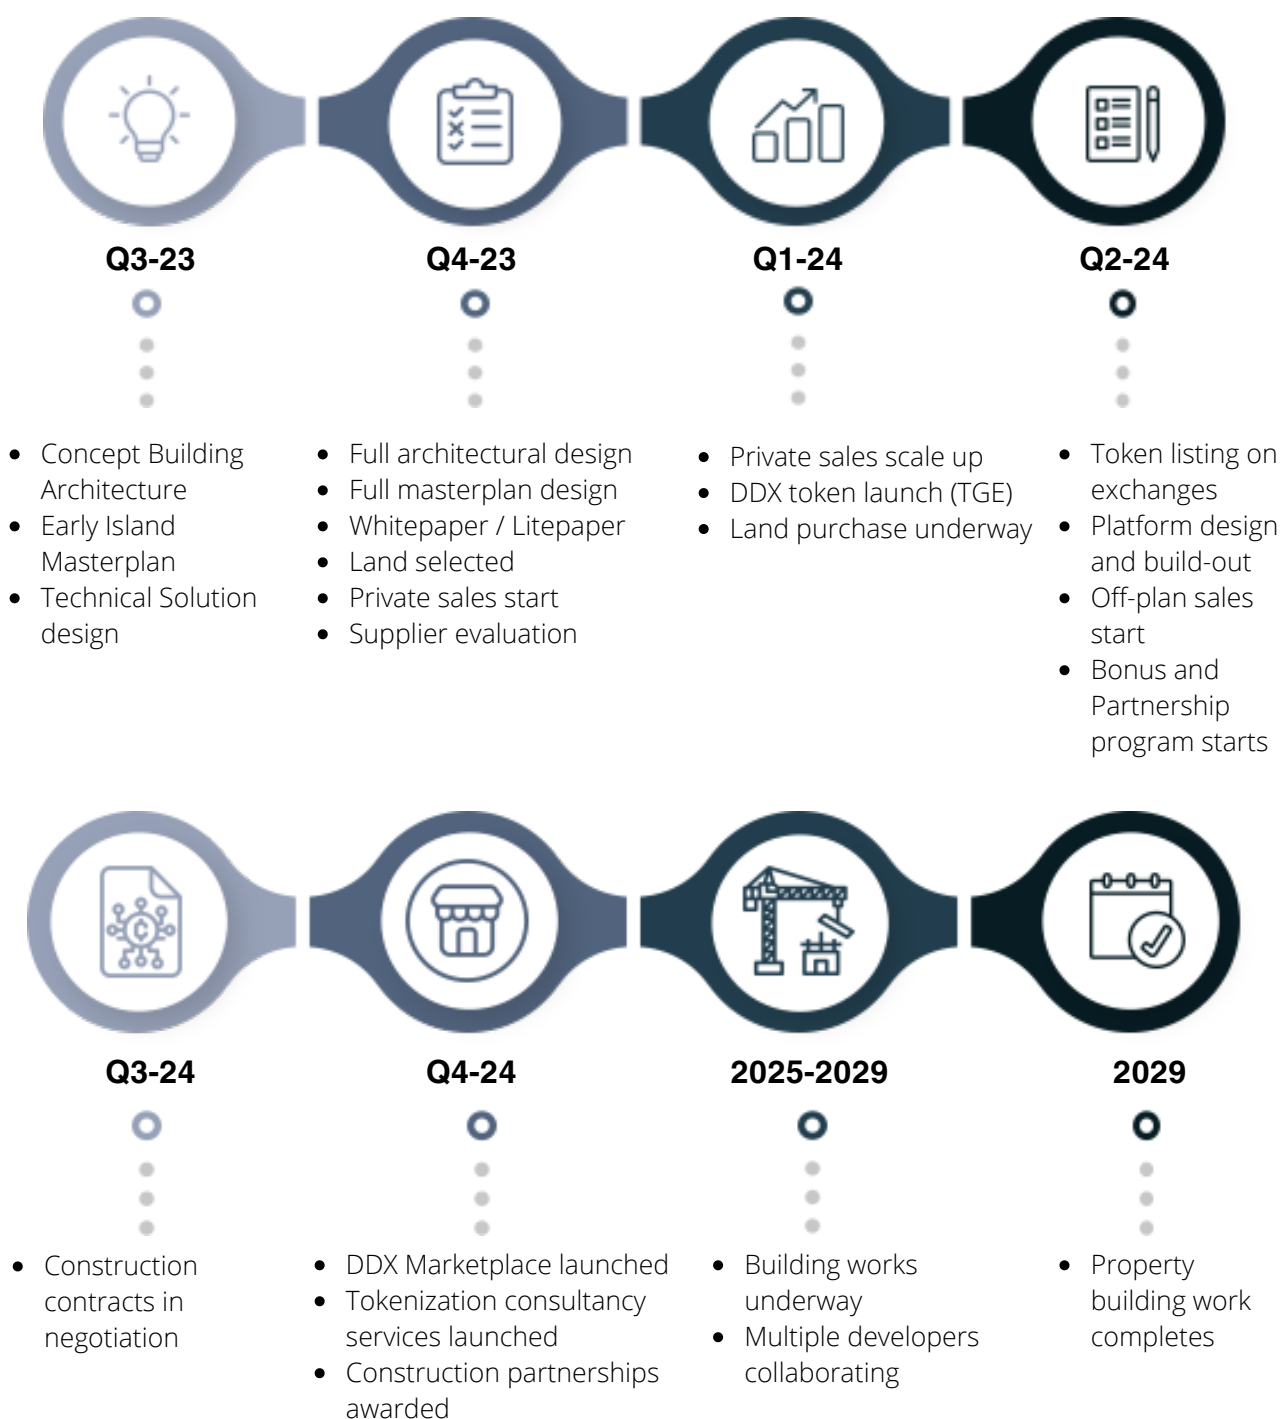 Q3-23
• Concept Building
Architecture
• Early Island
Masterplan
• Technical Solution
design
Q4-23
• Full architectural design
• Full masterplan design
• Whitepaper / Litepaper
• Land selected
• Private sales start
• Supplier evaluation
Q1-24
• Private sales scale up
• DDX token launch (TGE)
• Land purchase underway
Q2-24
• Token listing on
exchanges
• Platform design
and build-out
• Off-plan sales
start
• Bonus and
Partnership
program starts
Q3-24
• Construction
contracts in
negotiation
Q4-24
• DDX Marketplace launched
• Tokenization consultancy
services launched
• Construction partnerships
awarded
2025-2029
• Building works
underway
• Multiple developers
collaborating
2029
• Property
building work
completes